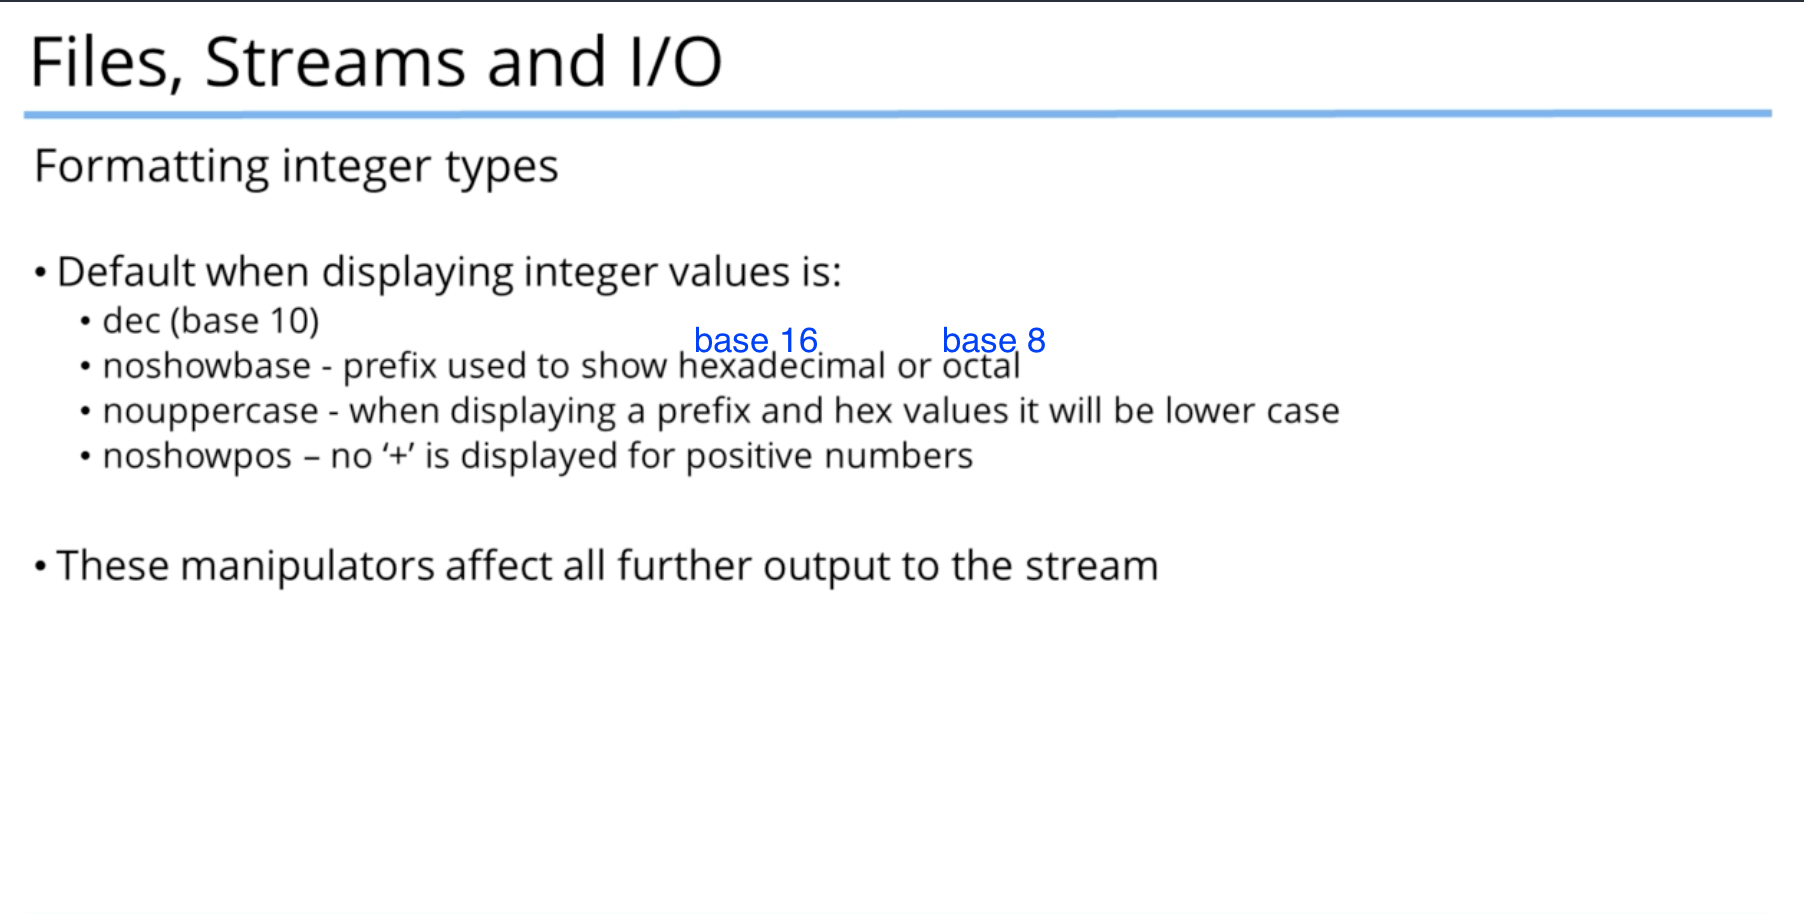 Files, Streams and I/O
Formatting integer types
• Default when displaying integer values is:
• dec (base 10)
base 16 base 8
• noshowbase - prefix used to show hexadecimal or octal
• nouppercase - when displaying a prefix and hex values it will be lower case
• noshowpos – no ‘+’ is displayed for positive numbers
• These manipulators affect all further output to the stream